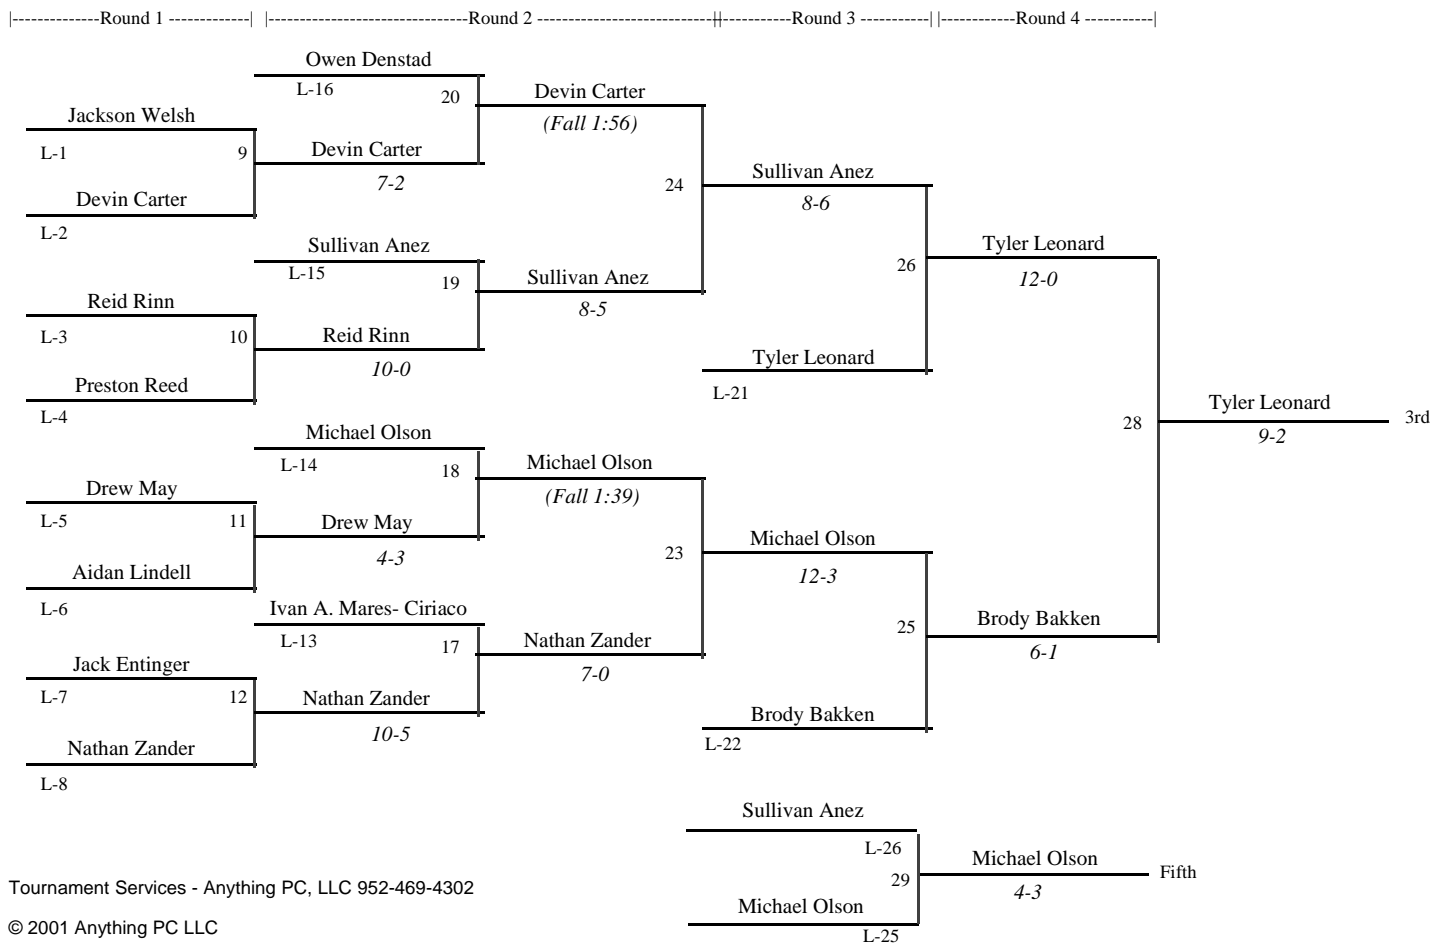 |-------------Round 1 -------------|  |------------------------------Round 2 ---------------------------||-----------Round 3 -----------| |-----------Round 4 ----------|
Owen Denstad
L-16
20
Devin Carter
(Fall 1:56)
Jackson Welsh
L-1
9
Devin Carter
7-2
24
Sullivan Anez
8-6
Devin Carter
L-2
Sullivan Anez
L-15
19
Sullivan Anez
8-5
26
Tyler Leonard
12-0
Reid Rinn
L-3
10
Reid Rinn
10-0
Tyler Leonard
L-21
Preston Reed
L-4
28
Tyler Leonard
9-2
3rd
Michael Olson
L-14
18
Michael Olson
(Fall 1:39)
Drew May
L-5
11
Drew May
4-3
23
Michael Olson
12-3
Aidan Lindell
L-6
Ivan A. Mares- Ciriaco
L-13
17
Nathan Zander
7-0
25
Brody Bakken
6-1
Jack Entinger
L-7
12
Nathan Zander
10-5
Brody Bakken
L-22
Nathan Zander
L-8
Sullivan Anez
L-26
29
Michael Olson
4-3
Fifth
Michael Olson
L-25
Tournament Services - Anything PC, LLC 952-469-4302
© 2001 Anything PC LLC